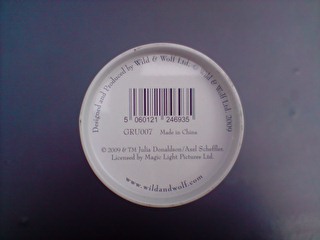 Designed and Produced by Wild & Wolf Ltd. © Wild & Wolf Ltd. 2009
5 060121 246935
GRU007 Made in China
© 2009 & TM Julia Donaldson/Axel Scheffler.
Licensed by Magic Light Pictures Ltd.
www.wildandwolf.com